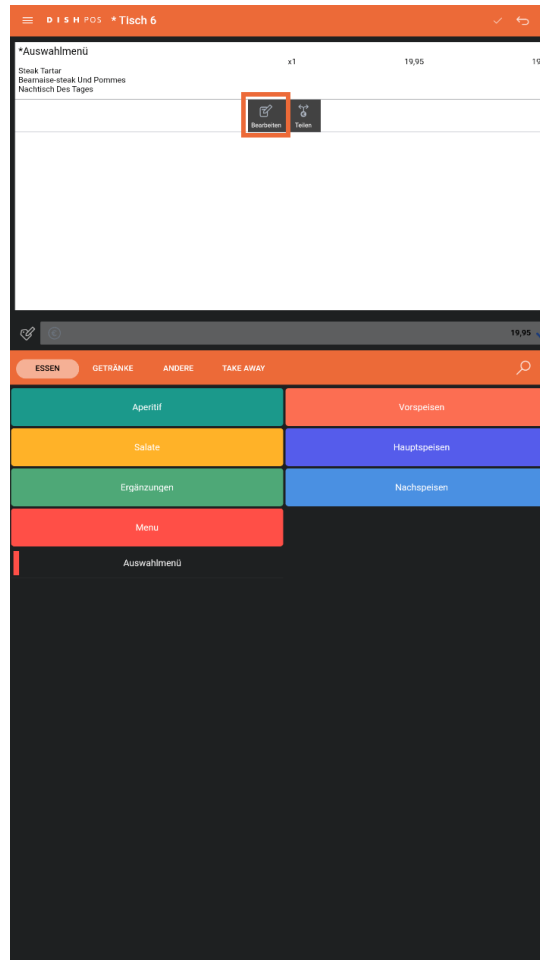 DISH POS *Tisch 6
*Auswahlmenü
x1 19,95 19
Steak Tartar
Bearnaise-steak Und Pommes
Nachtisch Des Tages
Bearbeiten Teilen
19,95
ESSEN GETRÄNKE ANDERE TAKE AWAY
Aperitif Vorspeisen
Salate Hauptspeisen
Ergänzungen Nachspeisen
Menu
Auswahlmenü